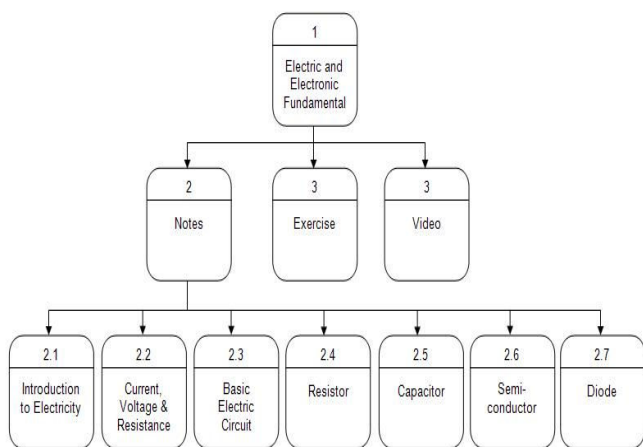 1
Electric and
Electronic
Fundamental
2
Notes
3
Exercise
3
Video
2.1
Introduction
to Electricity
2.2
Current,
Voltage &
Resistance
2.3
Basic
Electric
Circuit
2.4
Resistor
2.5
Capacitor
2.6
Semi-
conductor
2.7
Diode